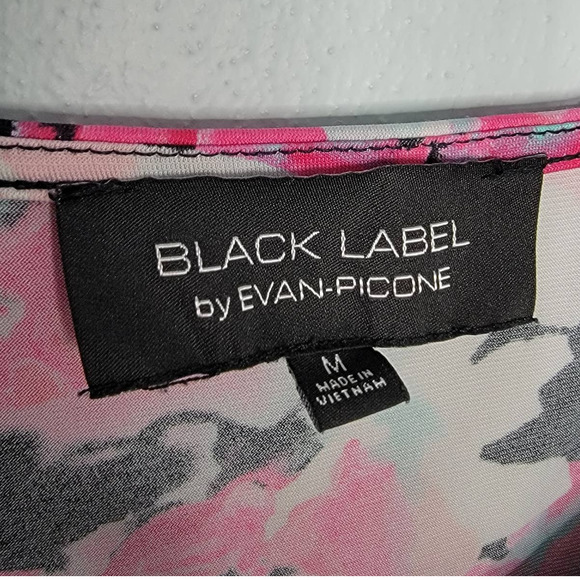 BLACK LABEL
by EVAN-PICONE
M
MADE IN
VIETNAM